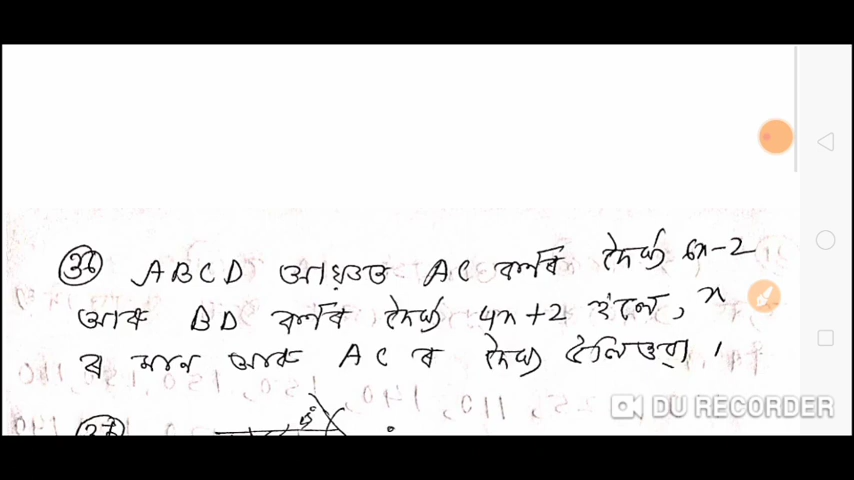 ৩৬ ABCD আয়তত AC কৰ্ণৰ দৈৰ্ঘ্য 6x-2
আৰু BD কৰ্ণৰ দৈৰ্ঘ্য 4x+2 হ'লে, x
ৰ মান আৰু AC ৰ দৈৰ্ঘ্য উলিওৱা ।
DU RECORDER